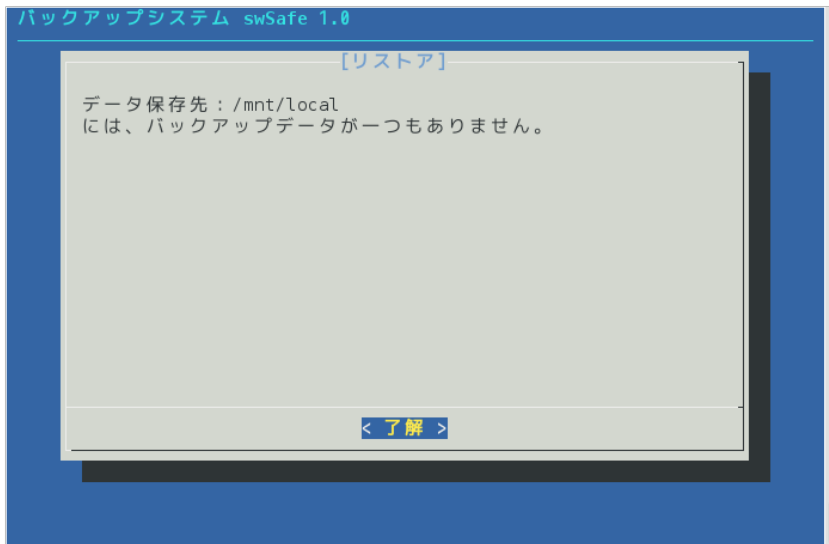 バックアップシステム swSafe 1.0
[リストア]
データ保存先：/mnt/local
には、バックアップデータが一つもありません。
< 了解 >